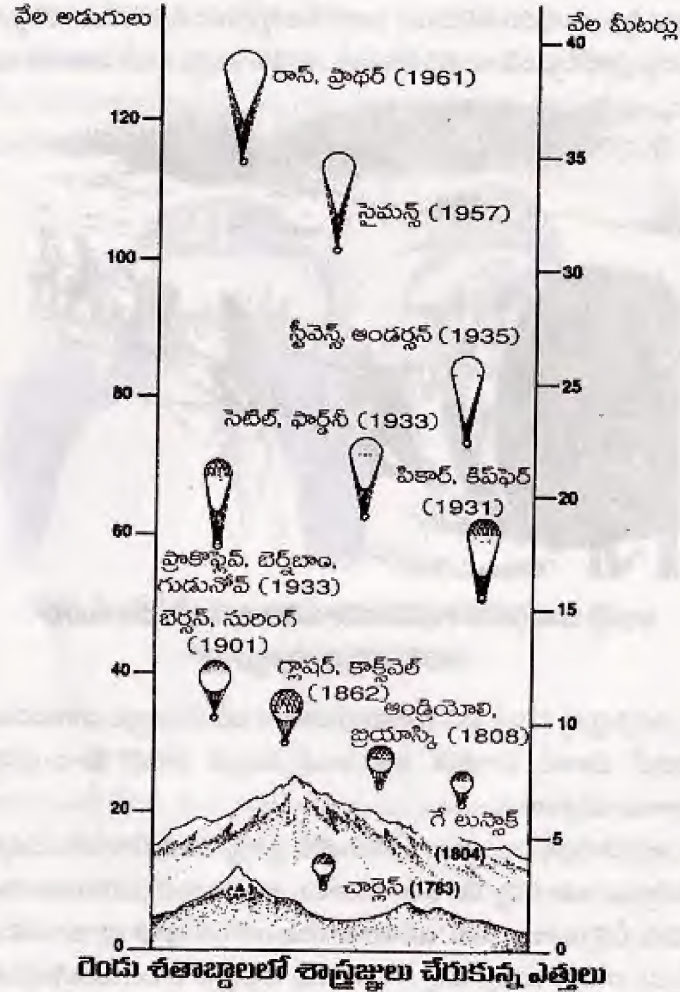 వేల అడుగులు
వేల మీటర్లు
40
120
రాస్, ప్రాథర్ (1961)
35
సైమన్స్ (1957)
100
30
స్టీవెన్స్, ఆండర్సన్ (1935)
80
25
సెటిల్, ఫార్డ్‌నీ (1933)
పికార్, కిప్‌ఫెర్
(1931)
20
60
ప్రొకొఫ్లెవ్, బెర్న్‌బాం,
గుడునోవ్ (1933)
15
బెర్సన్, సురింగ్
(1901)
40
గ్లాషర్, కాక్స్‌వెల్
(1862)
ఆండ్రియోలి,
బ్రియాస్కి (1808)
10
20
గే లుస్సాక్
(1804)
5
చార్లెస్ (1783)
0
0
రెండు శతాబ్దాలలో శాస్త్రజ్ఞులు చేరుకున్న ఎత్తులు